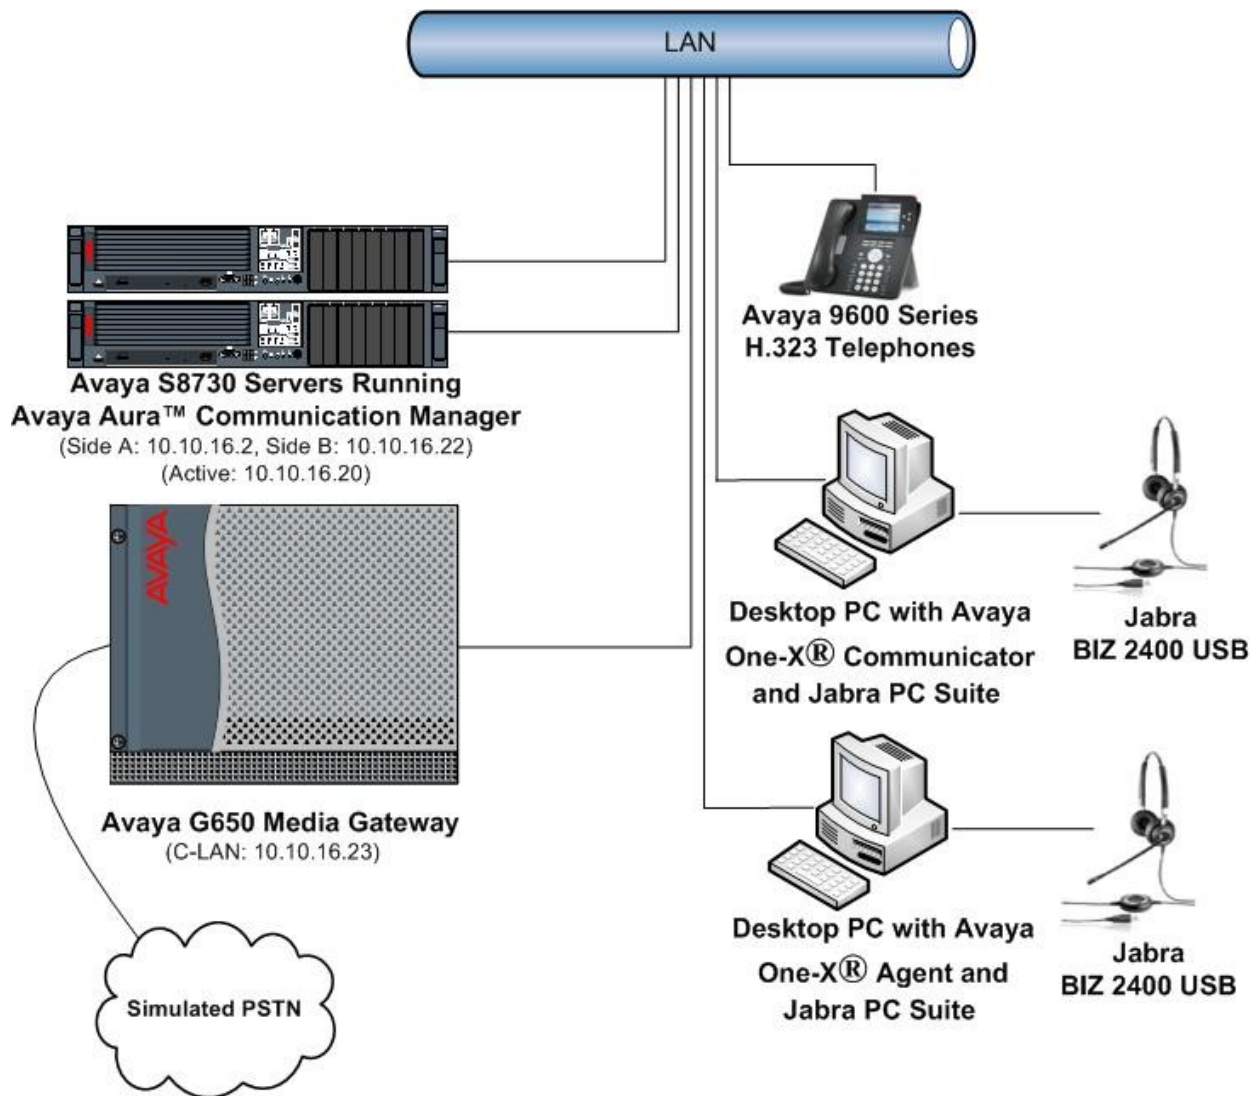 LAN
Avaya 9600 Series
H.323 Telephones
Avaya S8730 Servers Running
Avaya Aura™ Communication Manager
(Side A: 10.10.16.2, Side B: 10.10.16.22)
(Active: 10.10.16.20)
AVAYA
Desktop PC with Avaya
One-X® Communicator
and Jabra PC Suite
Jabra
BIZ 2400 USB
Avaya G650 Media Gateway
(C-LAN: 10.10.16.23)
Desktop PC with Avaya
One-X® Agent and
Jabra PC Suite
Jabra
BIZ 2400 USB
Simulated PSTN